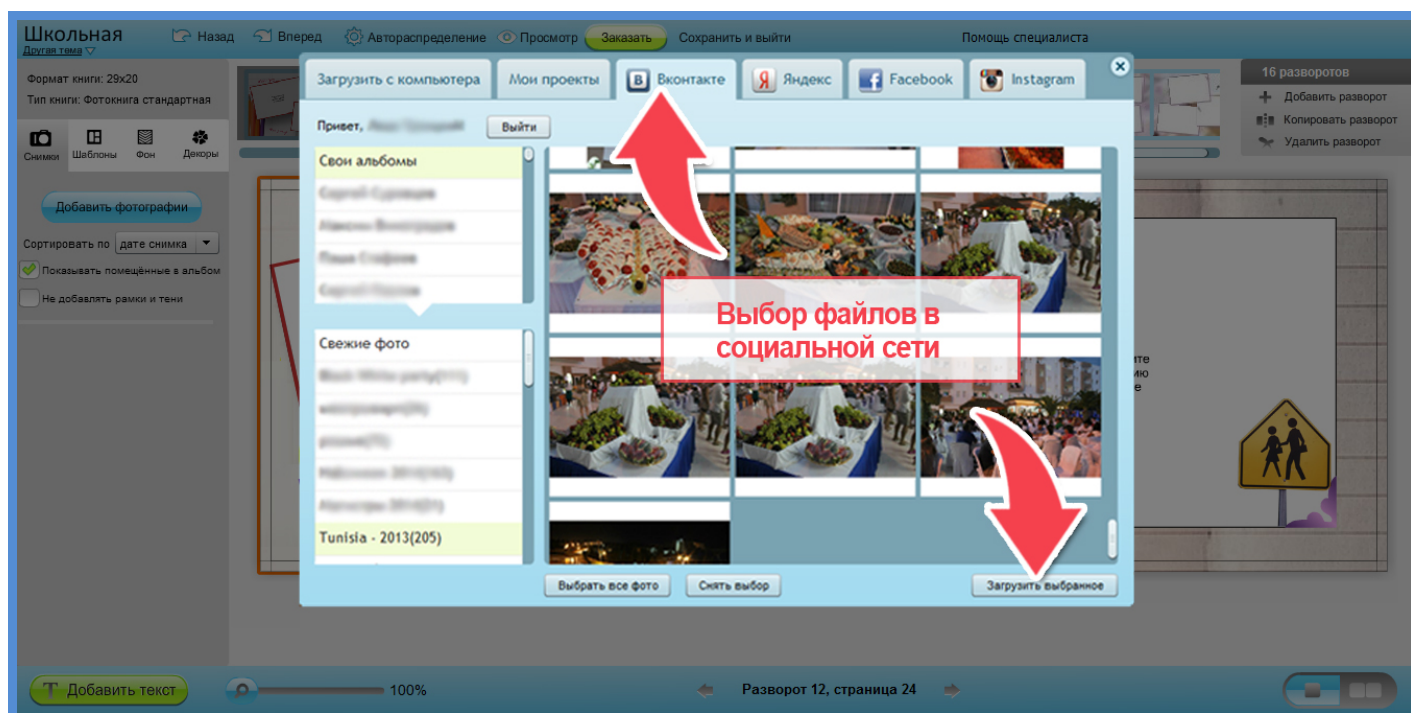 Школьная
Другая тема
Назад
Вперед
Автораспределение
Просмотр
Заказать
Сохранить и выйти
Помощь специалиста
Формат книги: 29x20
Тип книги: Фотокнига стандартная
Снимки
Шаблоны
Фон
Декоры
Добавить фотографии
Сортировать по
дате снимка
Показывать помещённые в альбом
Не добавлять рамки и тени
Загрузить с компьютера
Мои проекты
В Вконтакте
Я Яндекс
f Facebook
Instagram
Привет,
Выйти
Свои альбомы
Свежие фото
Tunisia - 2013(205)
Выбор файлов в
социальной сети
Выбрать все фото
Снять выбор
Загрузить выбранное
16 разворотов
Добавить разворот
Копировать разворот
Удалить разворот
T Добавить текст
100%
Разворот 12, страница 24